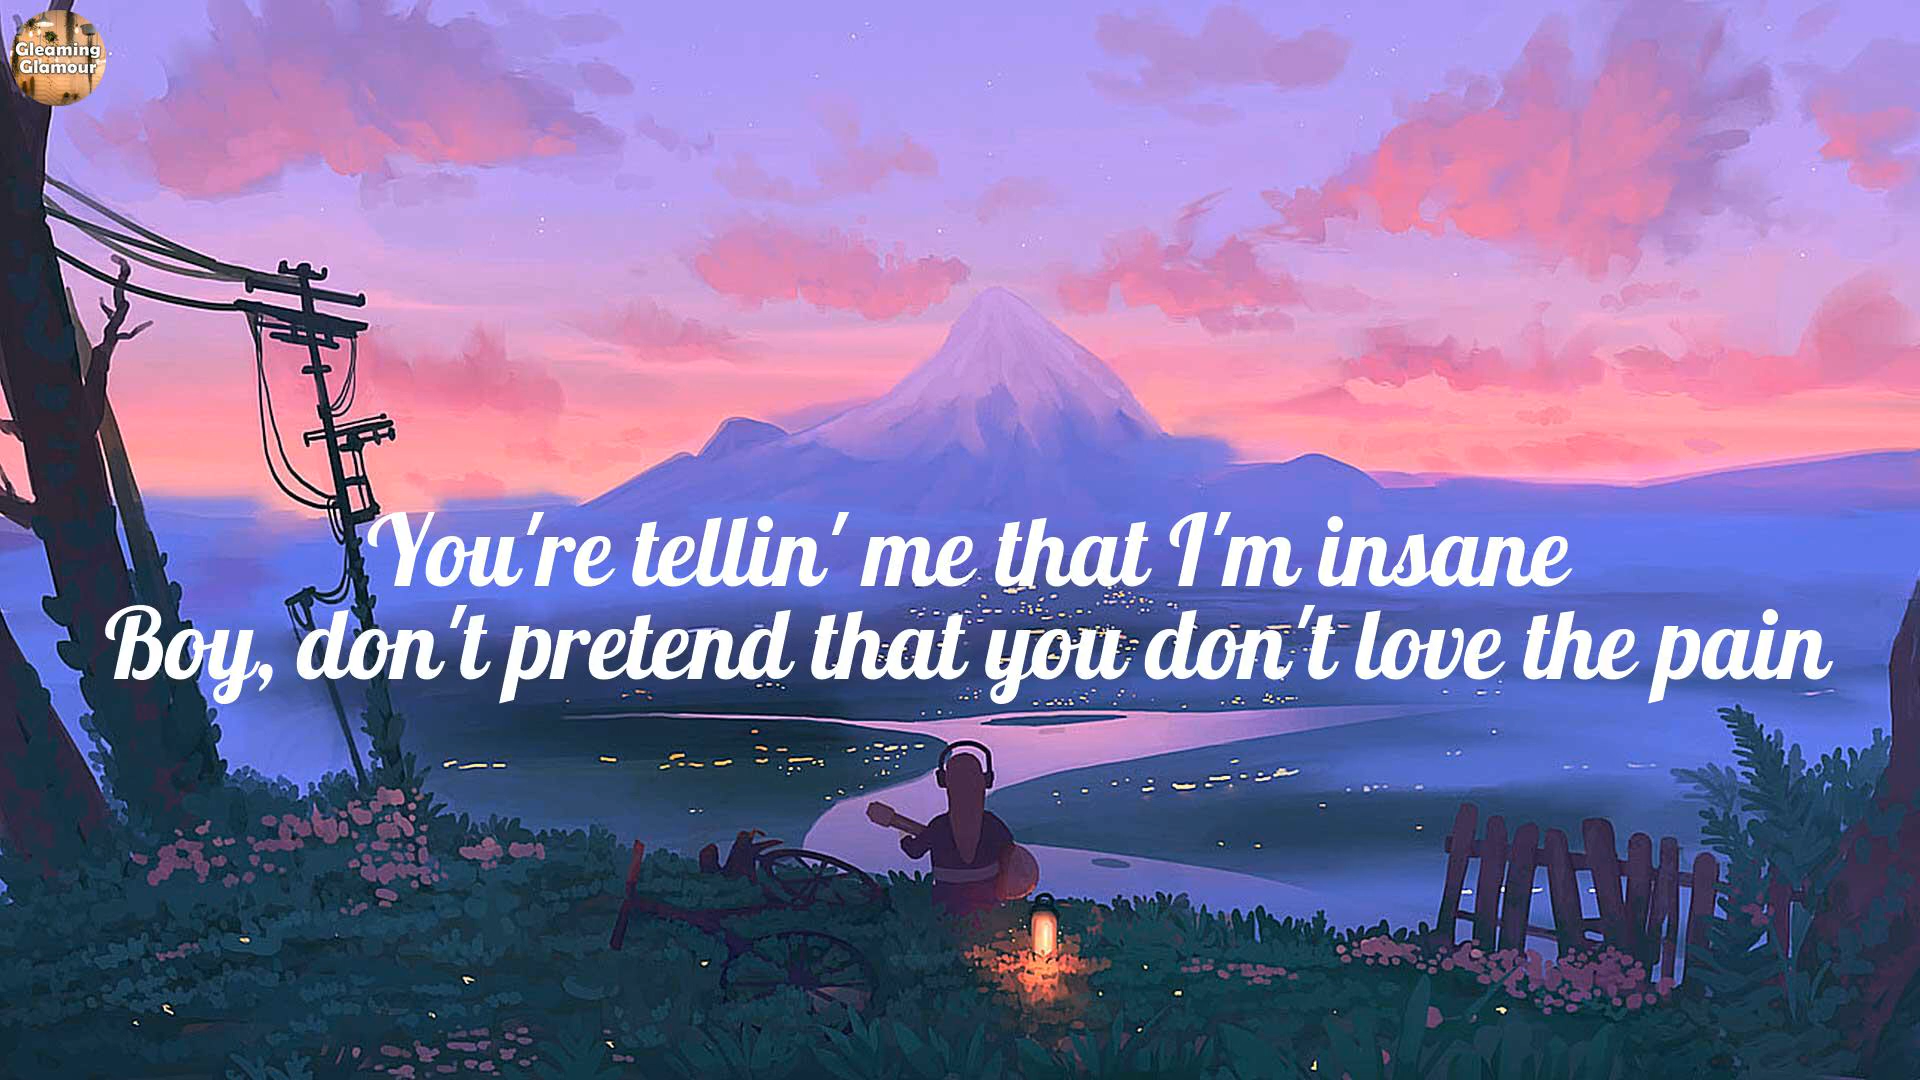 Gleaming
Glamour
You're tellin' me that I'm insane
Boy, don't pretend that you don't love the pain